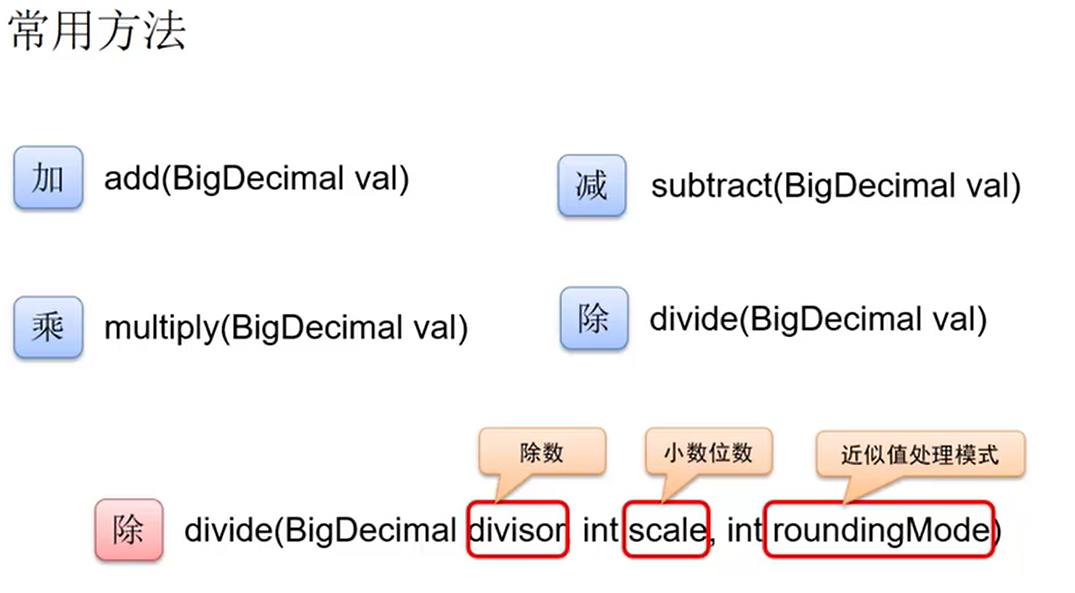 常用方法
加 add(BigDecimal val)
减 subtract(BigDecimal val)
乘 multiply(BigDecimal val)
除 divide(BigDecimal val)
除数
小数位数
近似值处理模式
除 divide(BigDecimal divisor, int scale, int roundingMode)